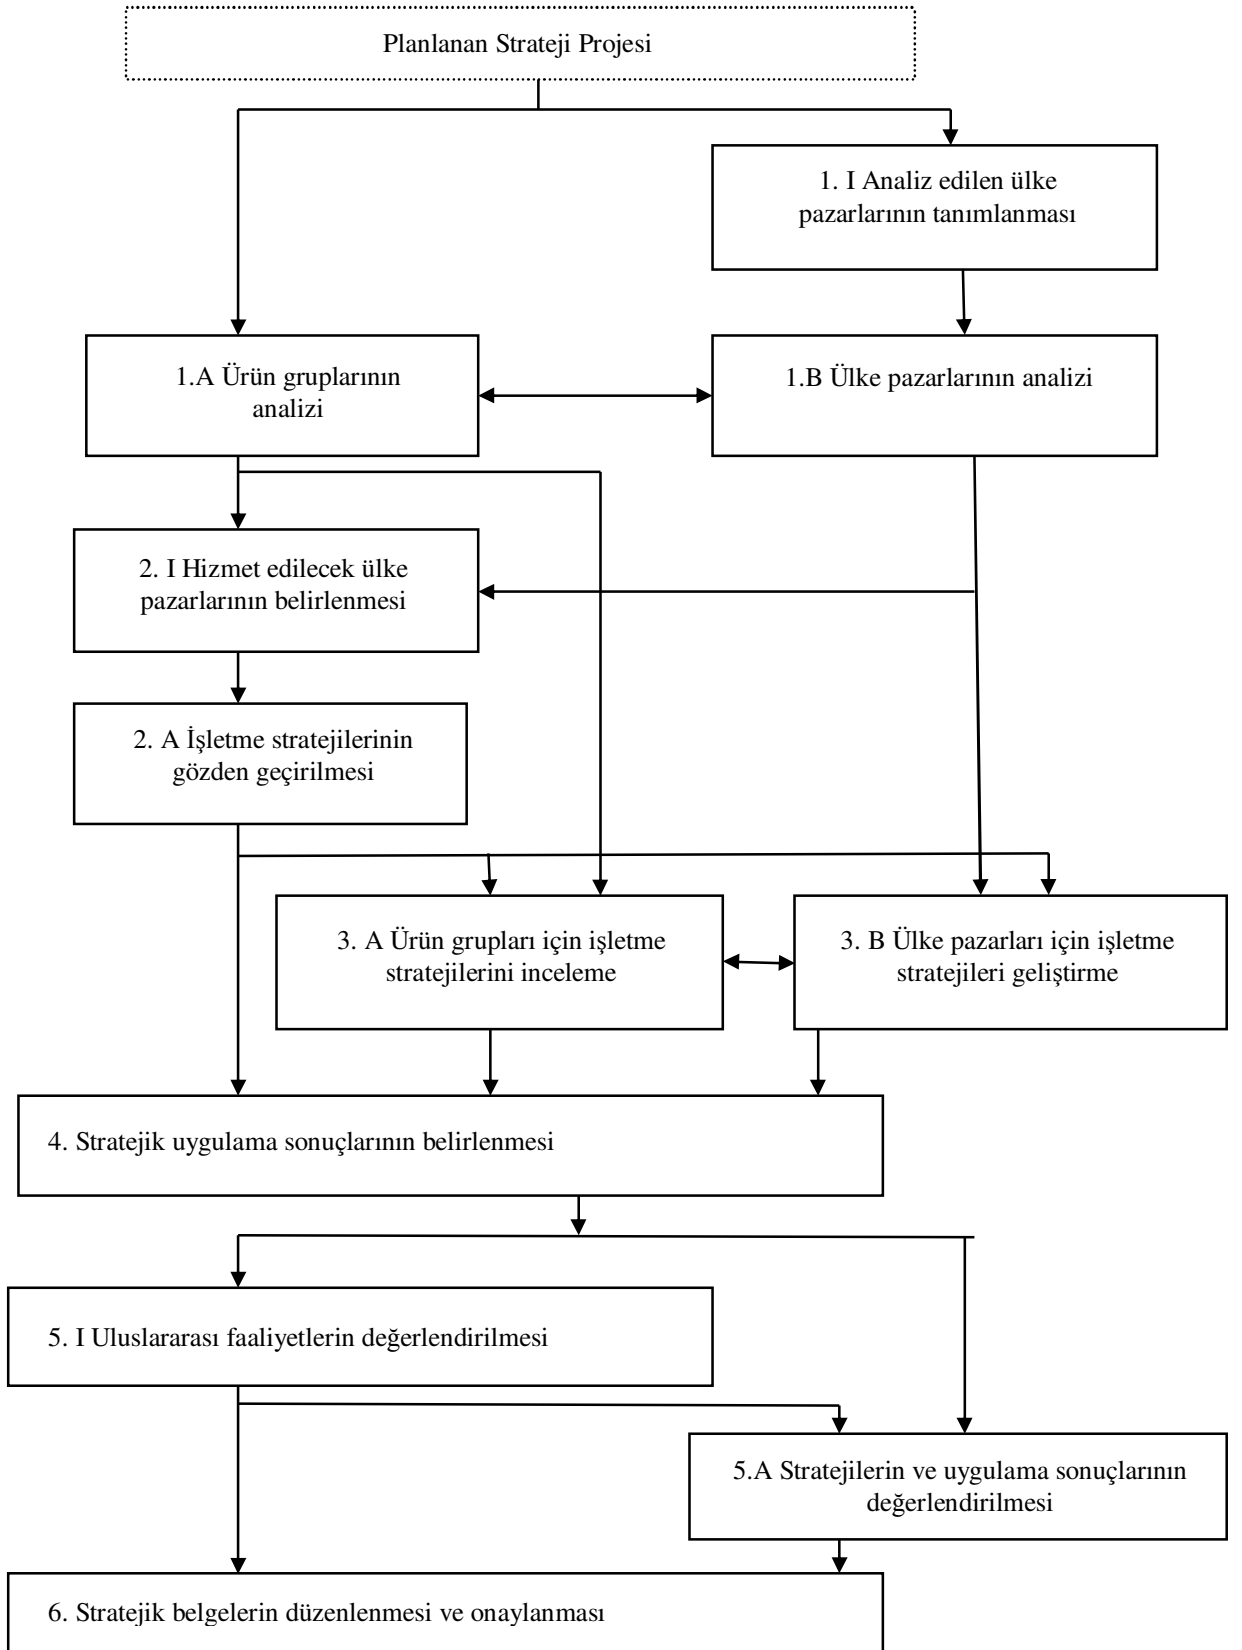 Planlanan Strateji Projesi
1. I Analiz edilen ülke
pazarlarının tanımlanması
1.A Ürün gruplarının
analizi
1.B Ülke pazarlarının analizi
2. I Hizmet edilecek ülke
pazarlarının belirlenmesi
2. A İşletme stratejilerinin
gözden geçirilmesi
3. A Ürün grupları için işletme
stratejilerini inceleme
3. B Ülke pazarları için işletme
stratejileri geliştirme
4. Stratejik uygulama sonuçlarının belirlenmesi
5. I Uluslararası faaliyetlerin değerlendirilmesi
5.A Stratejilerin ve uygulama sonuçlarının
değerlendirilmesi
6. Stratejik belgelerin düzenlenmesi ve onaylanması